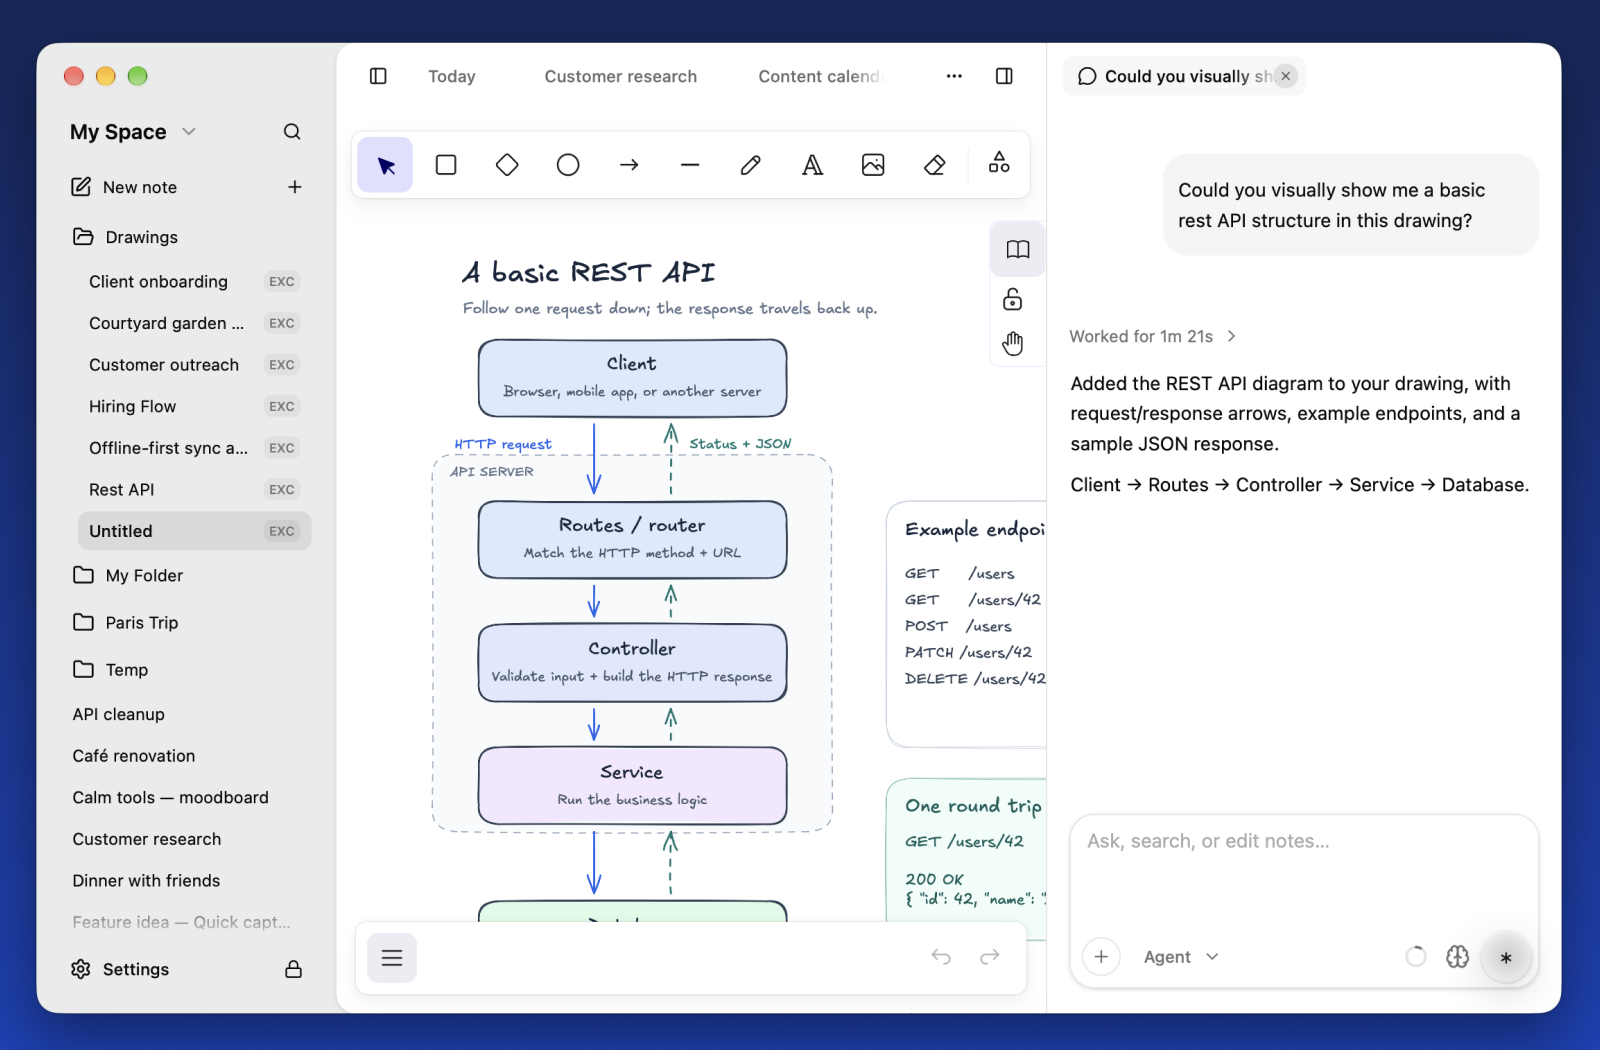 My Space
New note
Drawings
Client onboarding EXC
Courtyard garden ... EXC
Customer outreach EXC
Hiring Flow EXC
Offline-first sync a... EXC
Rest API EXC
Untitled EXC
My Folder
Paris Trip
Temp
API cleanup
Café renovation
Calm tools — moodboard
Customer research
Dinner with friends
Feature idea — Quick capt...
Settings
Today
Customer research
Content calend
A basic REST API
Follow one request down; the response travels back up.
Client
Browser, mobile app, or another server
HTTP request
Status + JSON
API SERVER
Routes / router
Match the HTTP method + URL
Controller
Validate input + build the HTTP response
Service
Run the business logic
Example endpoi
GET /users
GET /users/42
POST /users
PATCH /users/42
DELETE /users/42
One round trip
GET /users/42
200 OK
{ "id": 42, "name": "
Could you visually sh
Could you visually show me a basic
rest API structure in this drawing?
Worked for 1m 21s
Added the REST API diagram to your drawing, with
request/response arrows, example endpoints, and a
sample JSON response.
Client → Routes → Controller → Service → Database.
Ask, search, or edit notes...
Agent